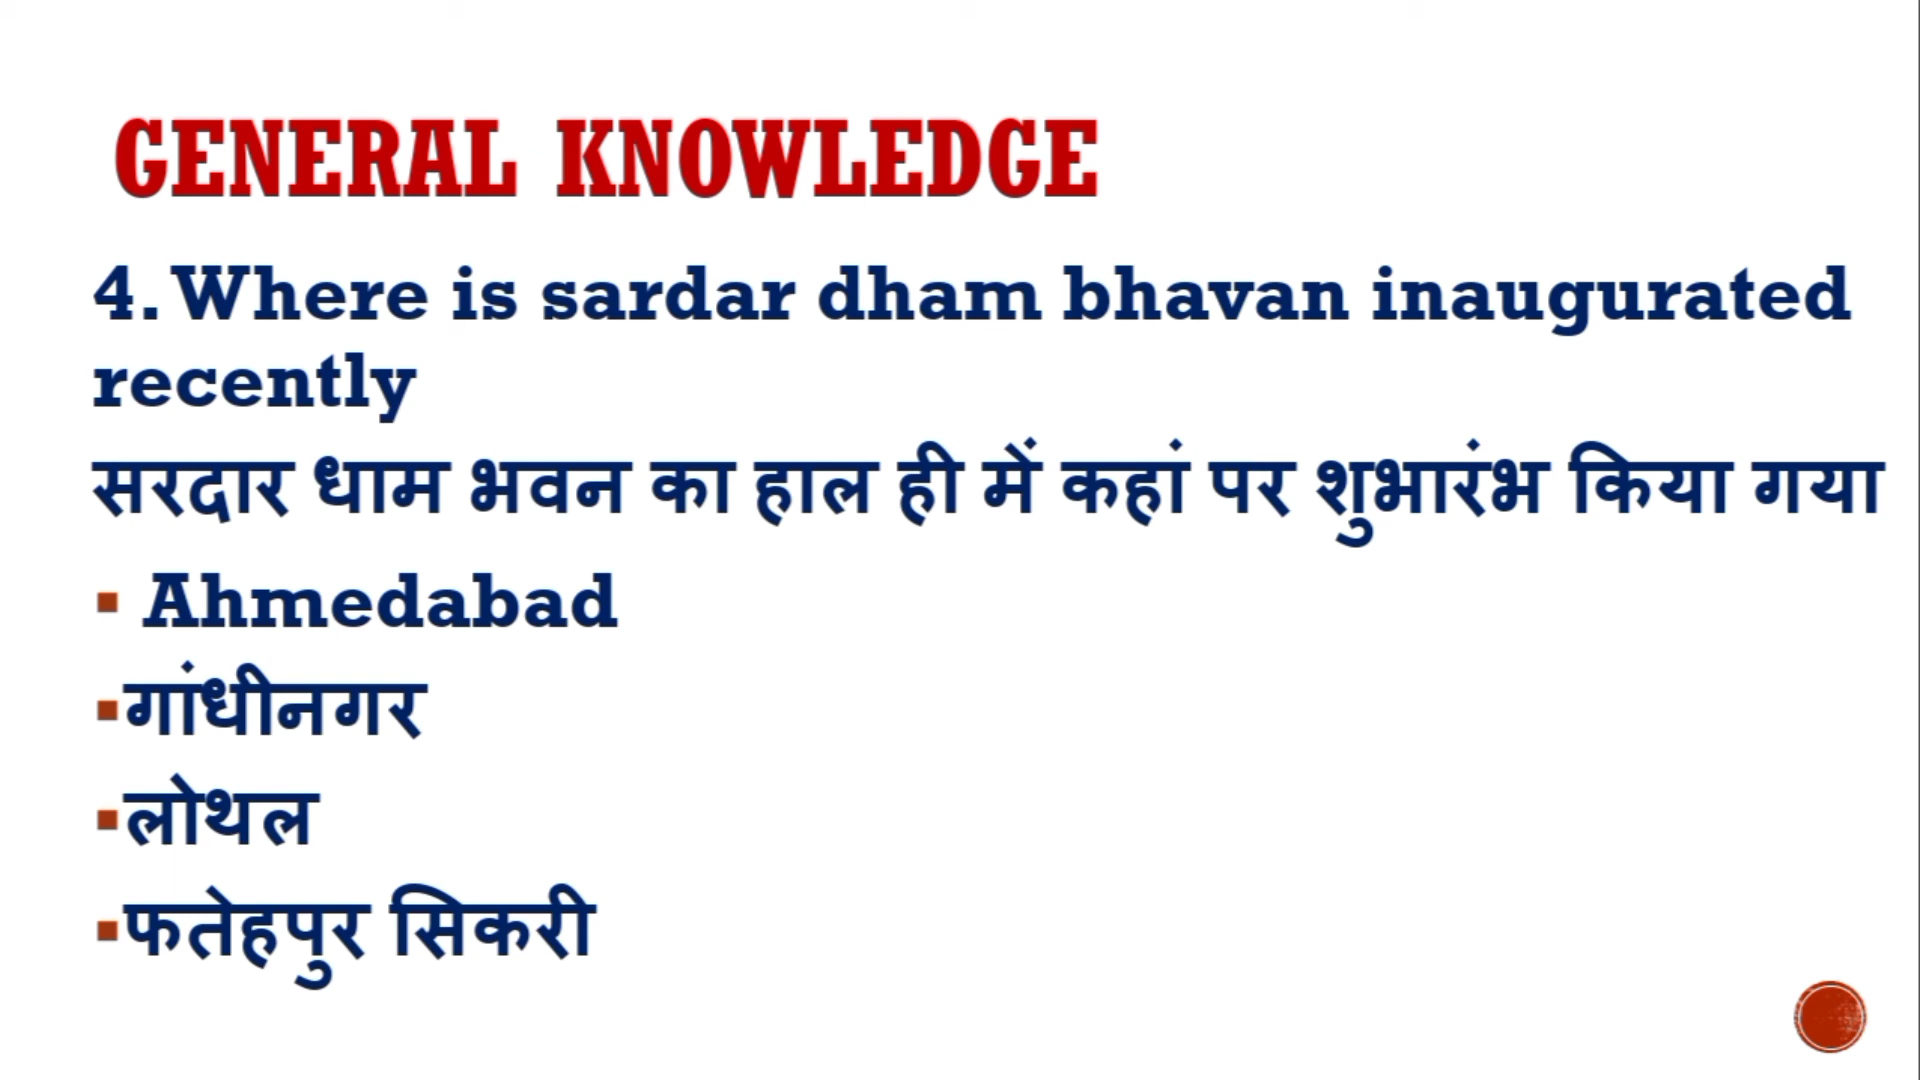 GENERAL KNOWLEDGE
4. Where is sardar dham bhavan inaugurated
recently
सरदार धाम भवन का हाल ही में कहां पर शुभारंभ किया गया
▪ Ahmedabad
▪गांधीनगर
▪लोथल
▪फतेहपुर सिकरी